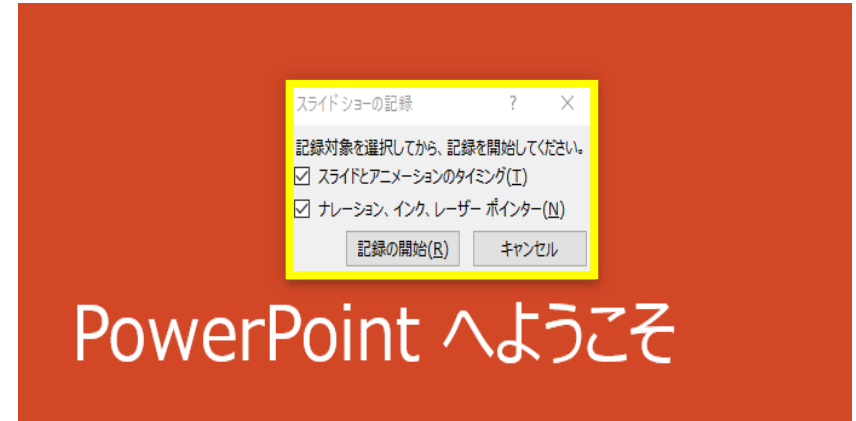 スライド ショーの記録 ? ×
記録対象を選択してから、記録を開始してください。
スライドとアニメーションのタイミング(T)
ナレーション、インク、レーザー ポインター(N)
記録の開始(R) キャンセル
PowerPoint へようこそ